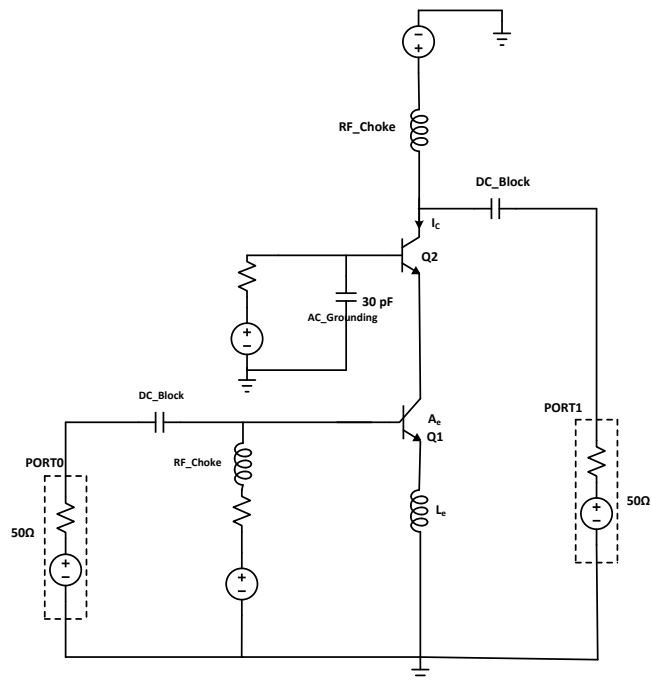 RF_Choke
DC_Block
I_C
Q2
30 pF
AC_Grounding
DC_Block
A_e
Q1
PORT1
PORT0
RF_Choke
50Ω
L_e
50Ω